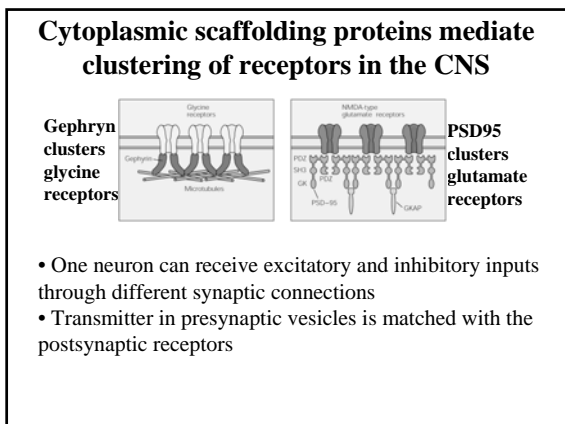 Cytoplasmic scaffolding proteins mediate
clustering of receptors in the CNS
Gephryn
clusters
glycine
receptors
Glycine
receptors
Gephyrin
Microtubules
NMDA-type
glutamate receptors
PDZ
SH3
PDZ
GK
PSD-95
GKAP
PSD95
clusters
glutamate
receptors
• One neuron can receive excitatory and inhibitory inputs
through different synaptic connections
• Transmitter in presynaptic vesicles is matched with the
postsynaptic receptors